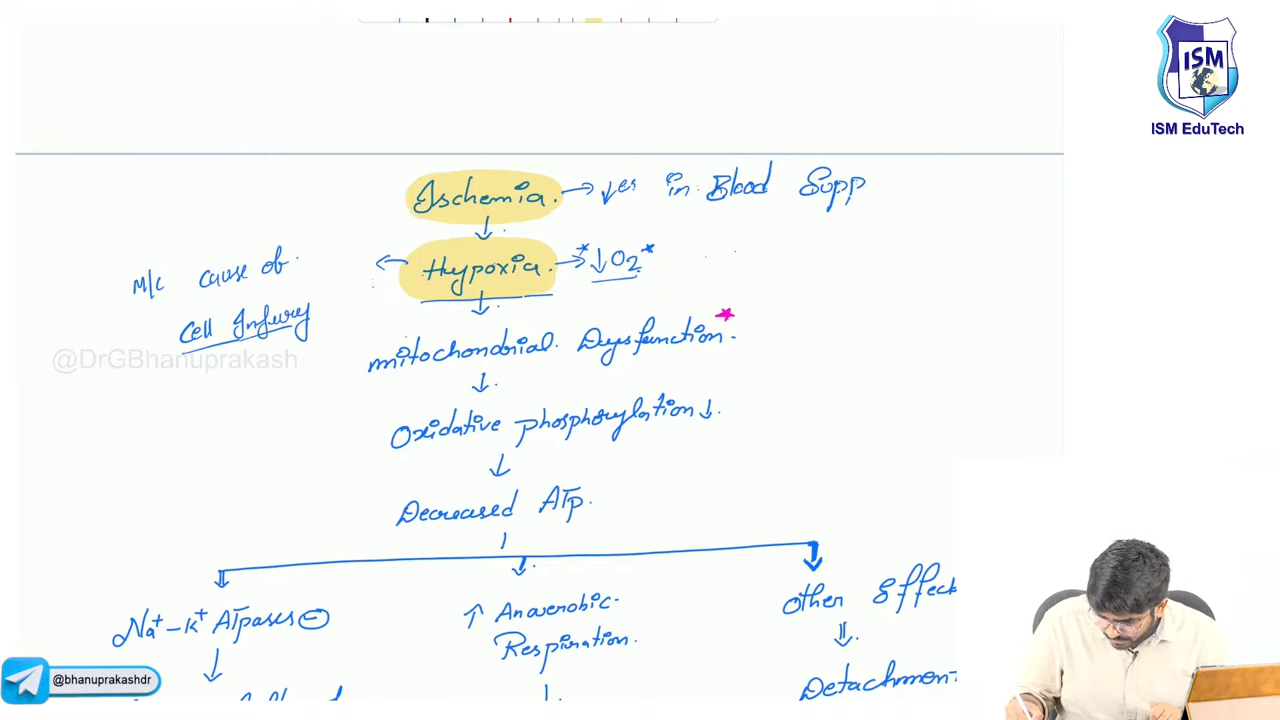 ISM
ISM EduTech
Ischemia. → ↓es in Blood Supp
↓
M/c cause of ← Hypoxia. → *↓O2*
Cell Injury
@DrGBhanuprakash
↓
mitochondrial Dysfunction.
↓
Oxidative phosphorylation ↓.
↓
Decreased ATP.
Na+-K+ ATPases ⊖
↑ Anaerobic
Respiration.
Other Effect
Detachment
@bhanuprakashdr